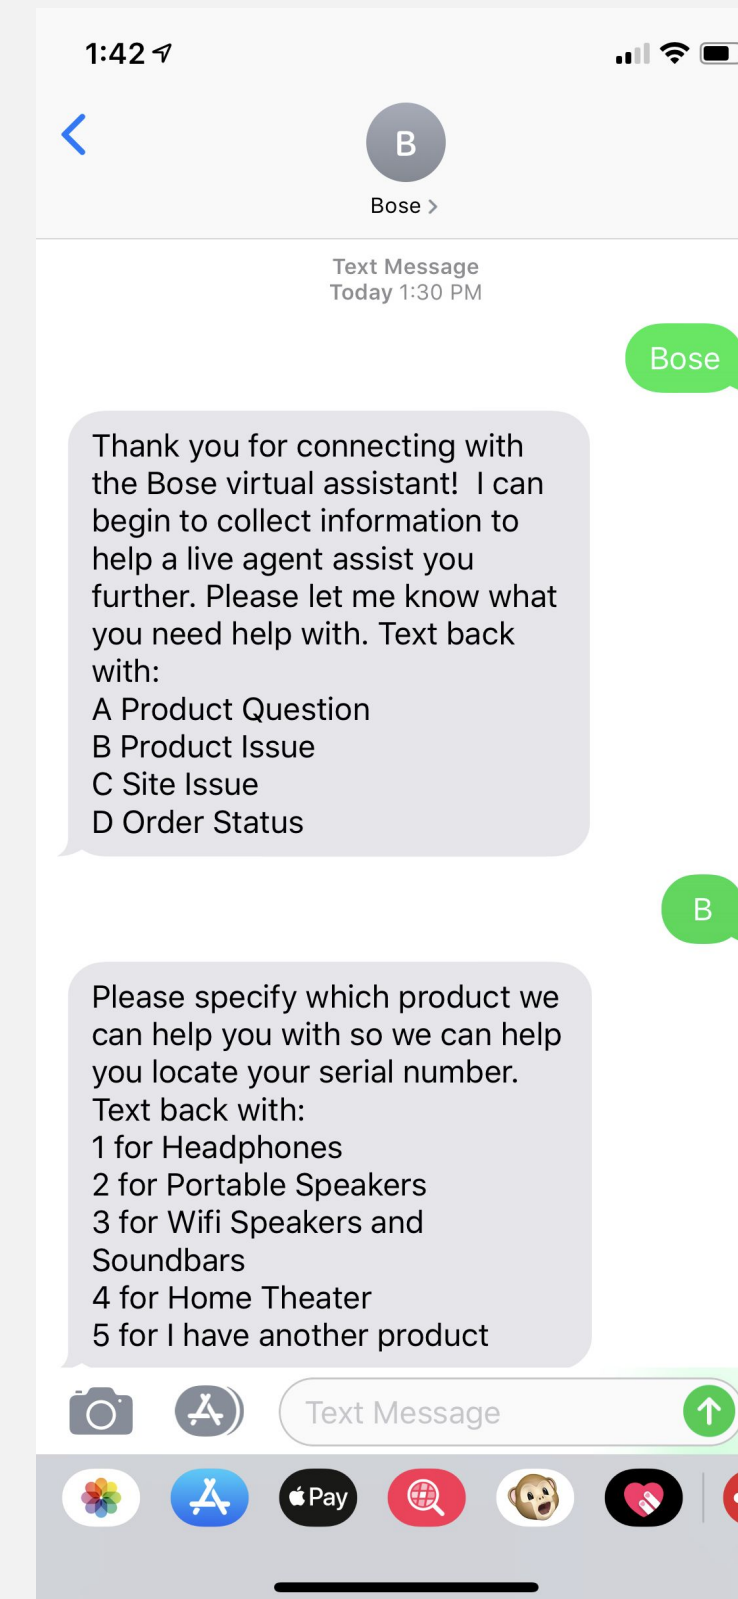 1:42
B
Bose
Text Message
Today 1:30 PM
Bose
Thank you for connecting with
the Bose virtual assistant!  I can
begin to collect information to
help a live agent assist you
further. Please let me know what
you need help with. Text back
with:
A Product Question
B Product Issue
C Site Issue
D Order Status
B
Please specify which product we
can help you with so we can help
you locate your serial number.
Text back with:
1 for Headphones
2 for Portable Speakers
3 for Wifi Speakers and
Soundbars
4 for Home Theater
5 for I have another product
Text Message
Pay